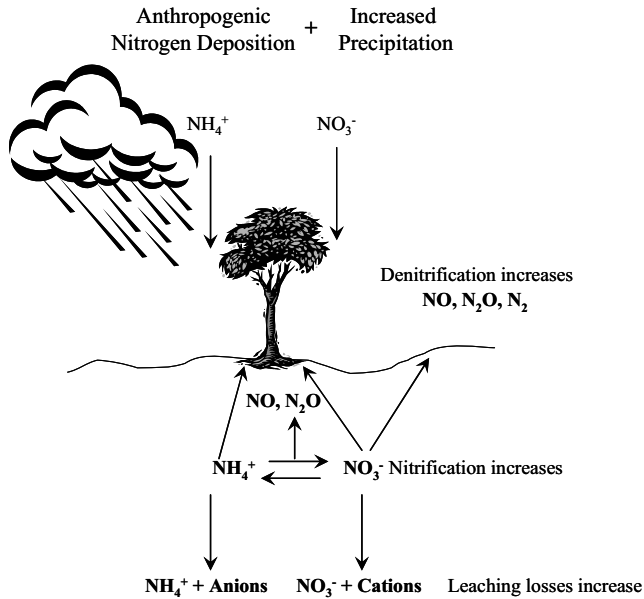 Anthropogenic
Nitrogen Deposition + Increased
Precipitation
NH₄⁺ NO₃⁻
Denitrification increases
NO, N₂O, N₂
NO, N₂O
NH₄⁺ NO₃⁻ Nitrification increases
NH₄⁺ + Anions NO₃⁻ + Cations Leaching losses increase